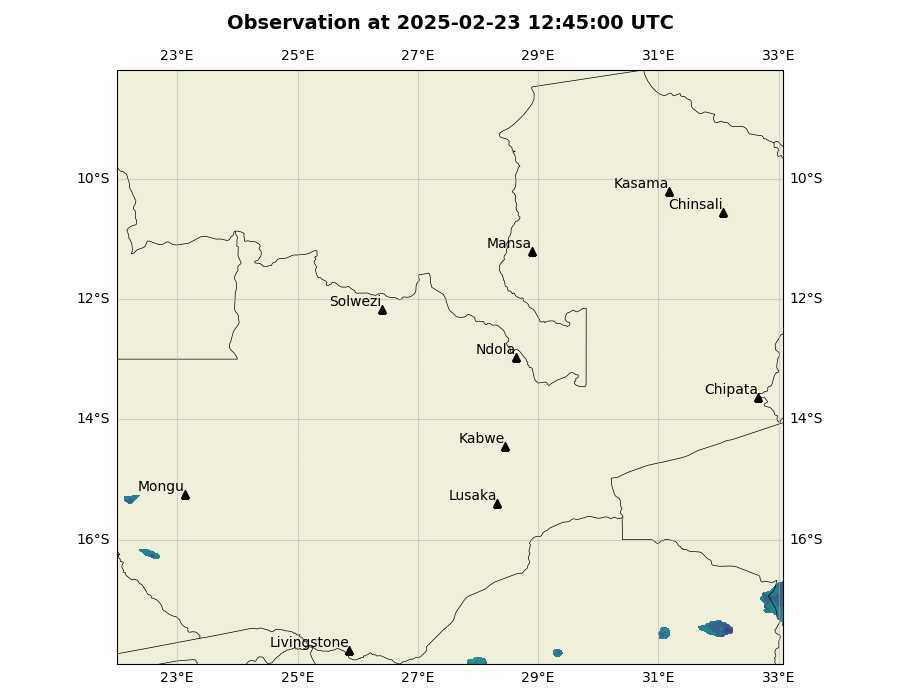 Observation at 2025-02-23 12:45:00 UTC
23°E 25°E 27°E 29°E 31°E 33°E
10°S 10°S
Kasama
Chinsali
Mansa
12°S 12°S
Solwezi
Ndola
Chipata
14°S 14°S
Kabwe
Mongu
Lusaka
16°S 16°S
Livingstone
23°E 25°E 27°E 29°E 31°E 33°E